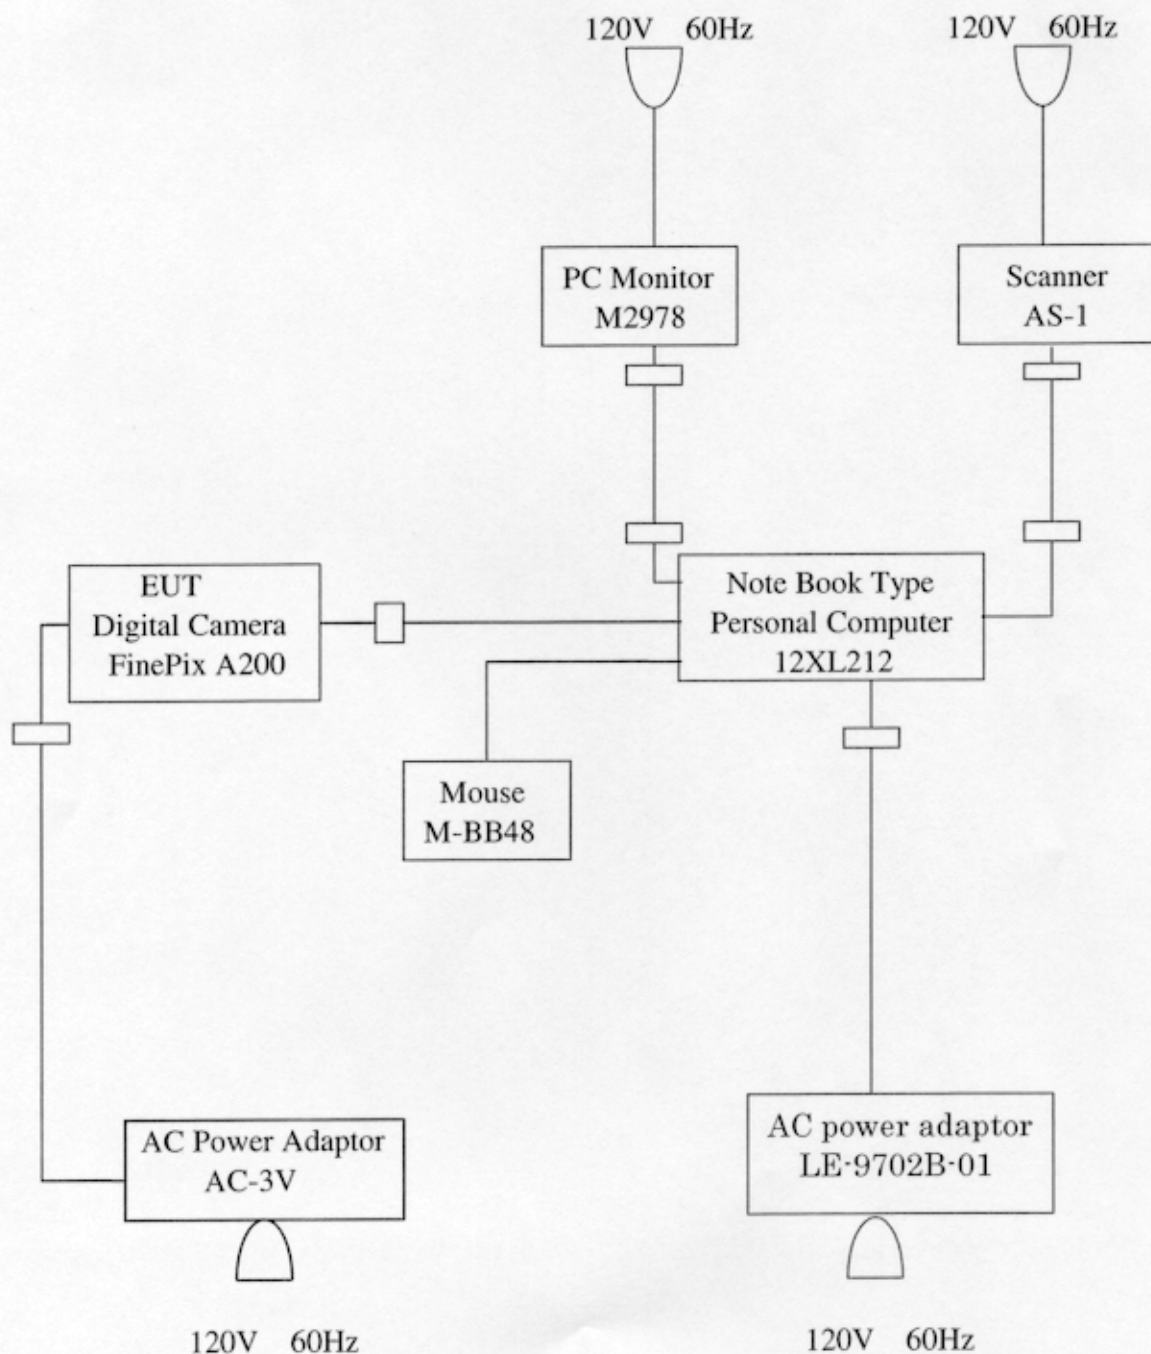 120V 60Hz
120V 60Hz
PC Monitor
M2978
Scanner
AS-1
EUT
Digital Camera
FinePix A200
Note Book Type
Personal Computer
12XL212
Mouse
M-BB48
AC Power Adaptor
AC-3V
AC power adaptor
LE-9702B-01
120V 60Hz
120V 60Hz